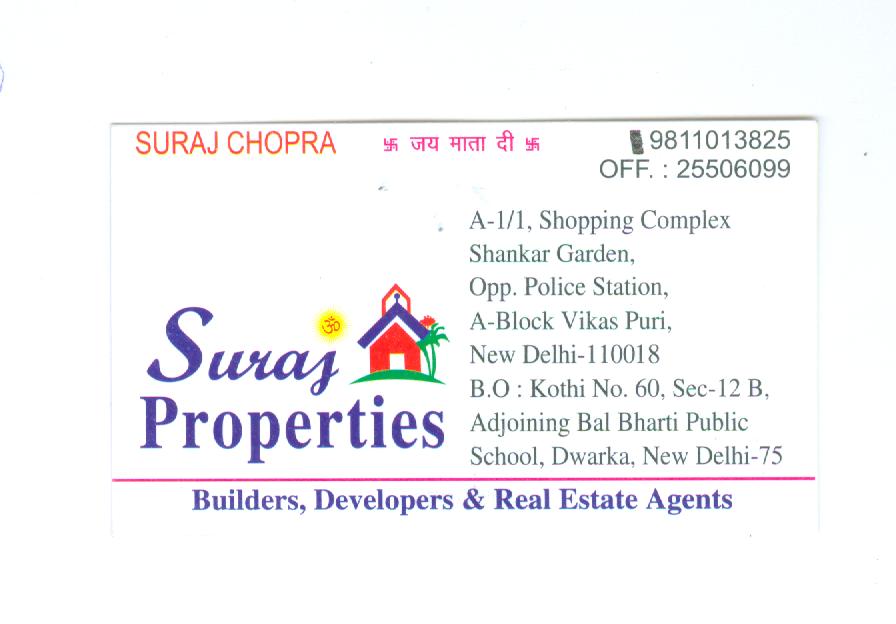 SURAJ CHOPRA 卐 जय माता दी 卐 9811013825
OFF. : 25506099
A-1/1, Shopping Complex
Shankar Garden,
Opp. Police Station,
A-Block Vikas Puri,
New Delhi-110018
B.O : Kothi No. 60, Sec-12 B,
Adjoining Bal Bharti Public
School, Dwarka, New Delhi-75
ॐ
Suraj
Properties
Builders, Developers & Real Estate Agents